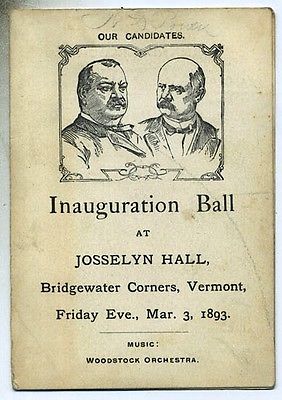 OUR CANDIDATES.
Inauguration Ball
AT
JOSSELYN HALL,
Bridgewater Corners, Vermont,
Friday Eve., Mar. 3, 1893.
MUSIC:
WOODSTOCK ORCHESTRA.